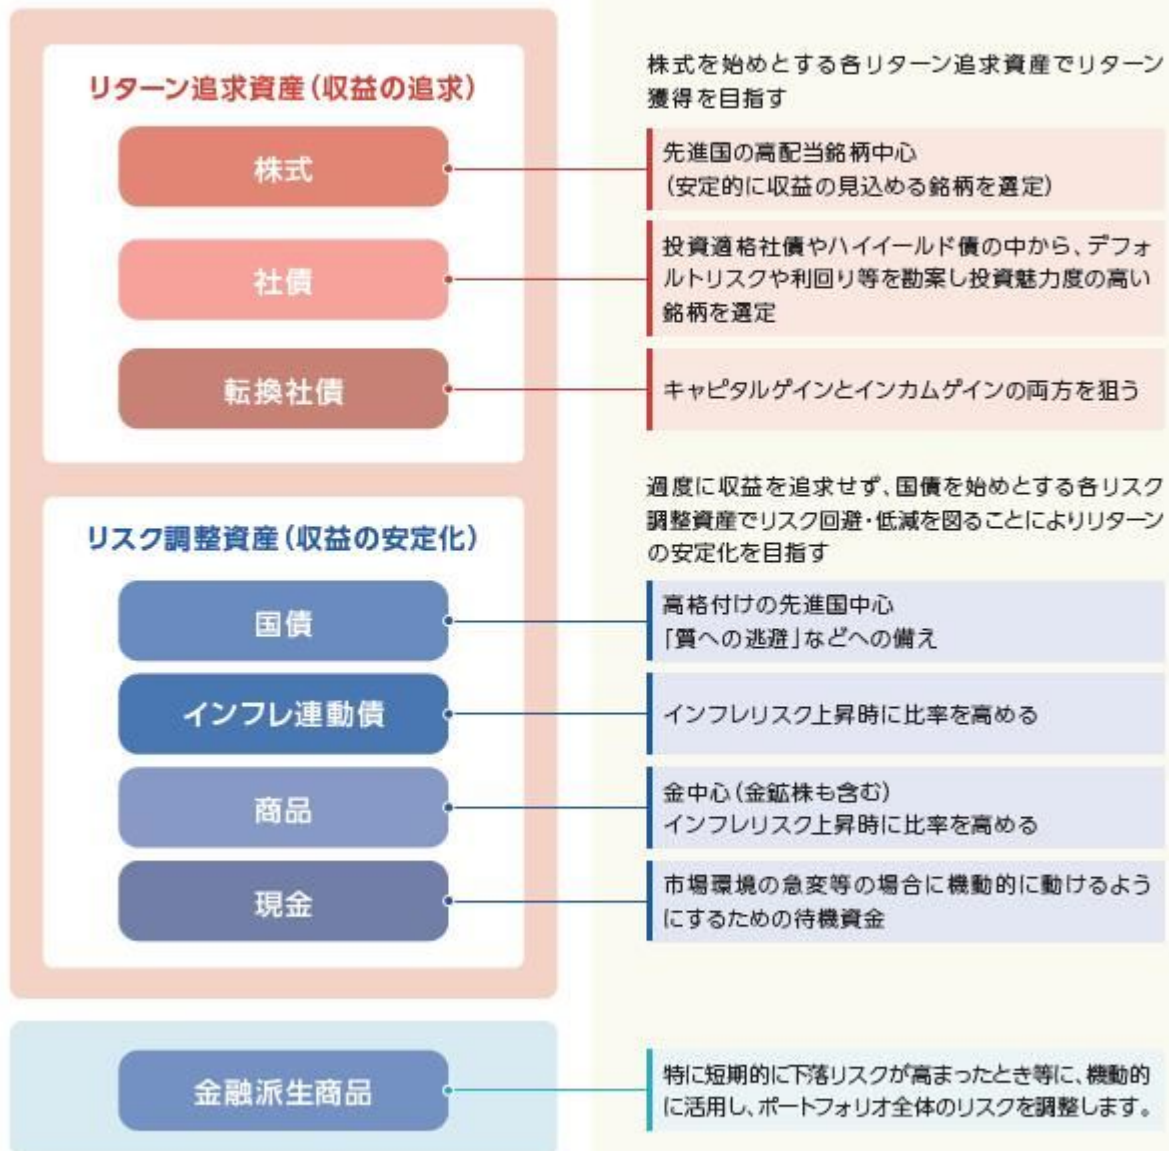 リターン追求資産(収益の追求)
株式を始めとする各リターン追求資産でリターン
獲得を目指す
株式
先進国の高配当銘柄中心
(安定的に収益の見込める銘柄を選定)
社債
投資適格社債やハイイールド債の中から、デフォ
ルトリスクや利回り等を勘案し投資魅力度の高い
銘柄を選定
転換社債
キャピタルゲインとインカムゲインの両方を狙う
リスク調整資産(収益の安定化)
過度に収益を追求せず、国債を始めとする各リスク
調整資産でリスク回避・低減を図ることによりリターン
の安定化を目指す
国債
高格付けの先進国中心
「質への逃避」などへの備え
インフレ連動債
インフレリスク上昇時に比率を高める
商品
金中心(金鉱株も含む)
インフレリスク上昇時に比率を高める
現金
市場環境の急変等の場合に機動的に動けるよう
にするための待機資金
金融派生商品
特に短期的に下落リスクが高まったとき等に、機動的
に活用し、ポートフォリオ全体のリスクを調整します。